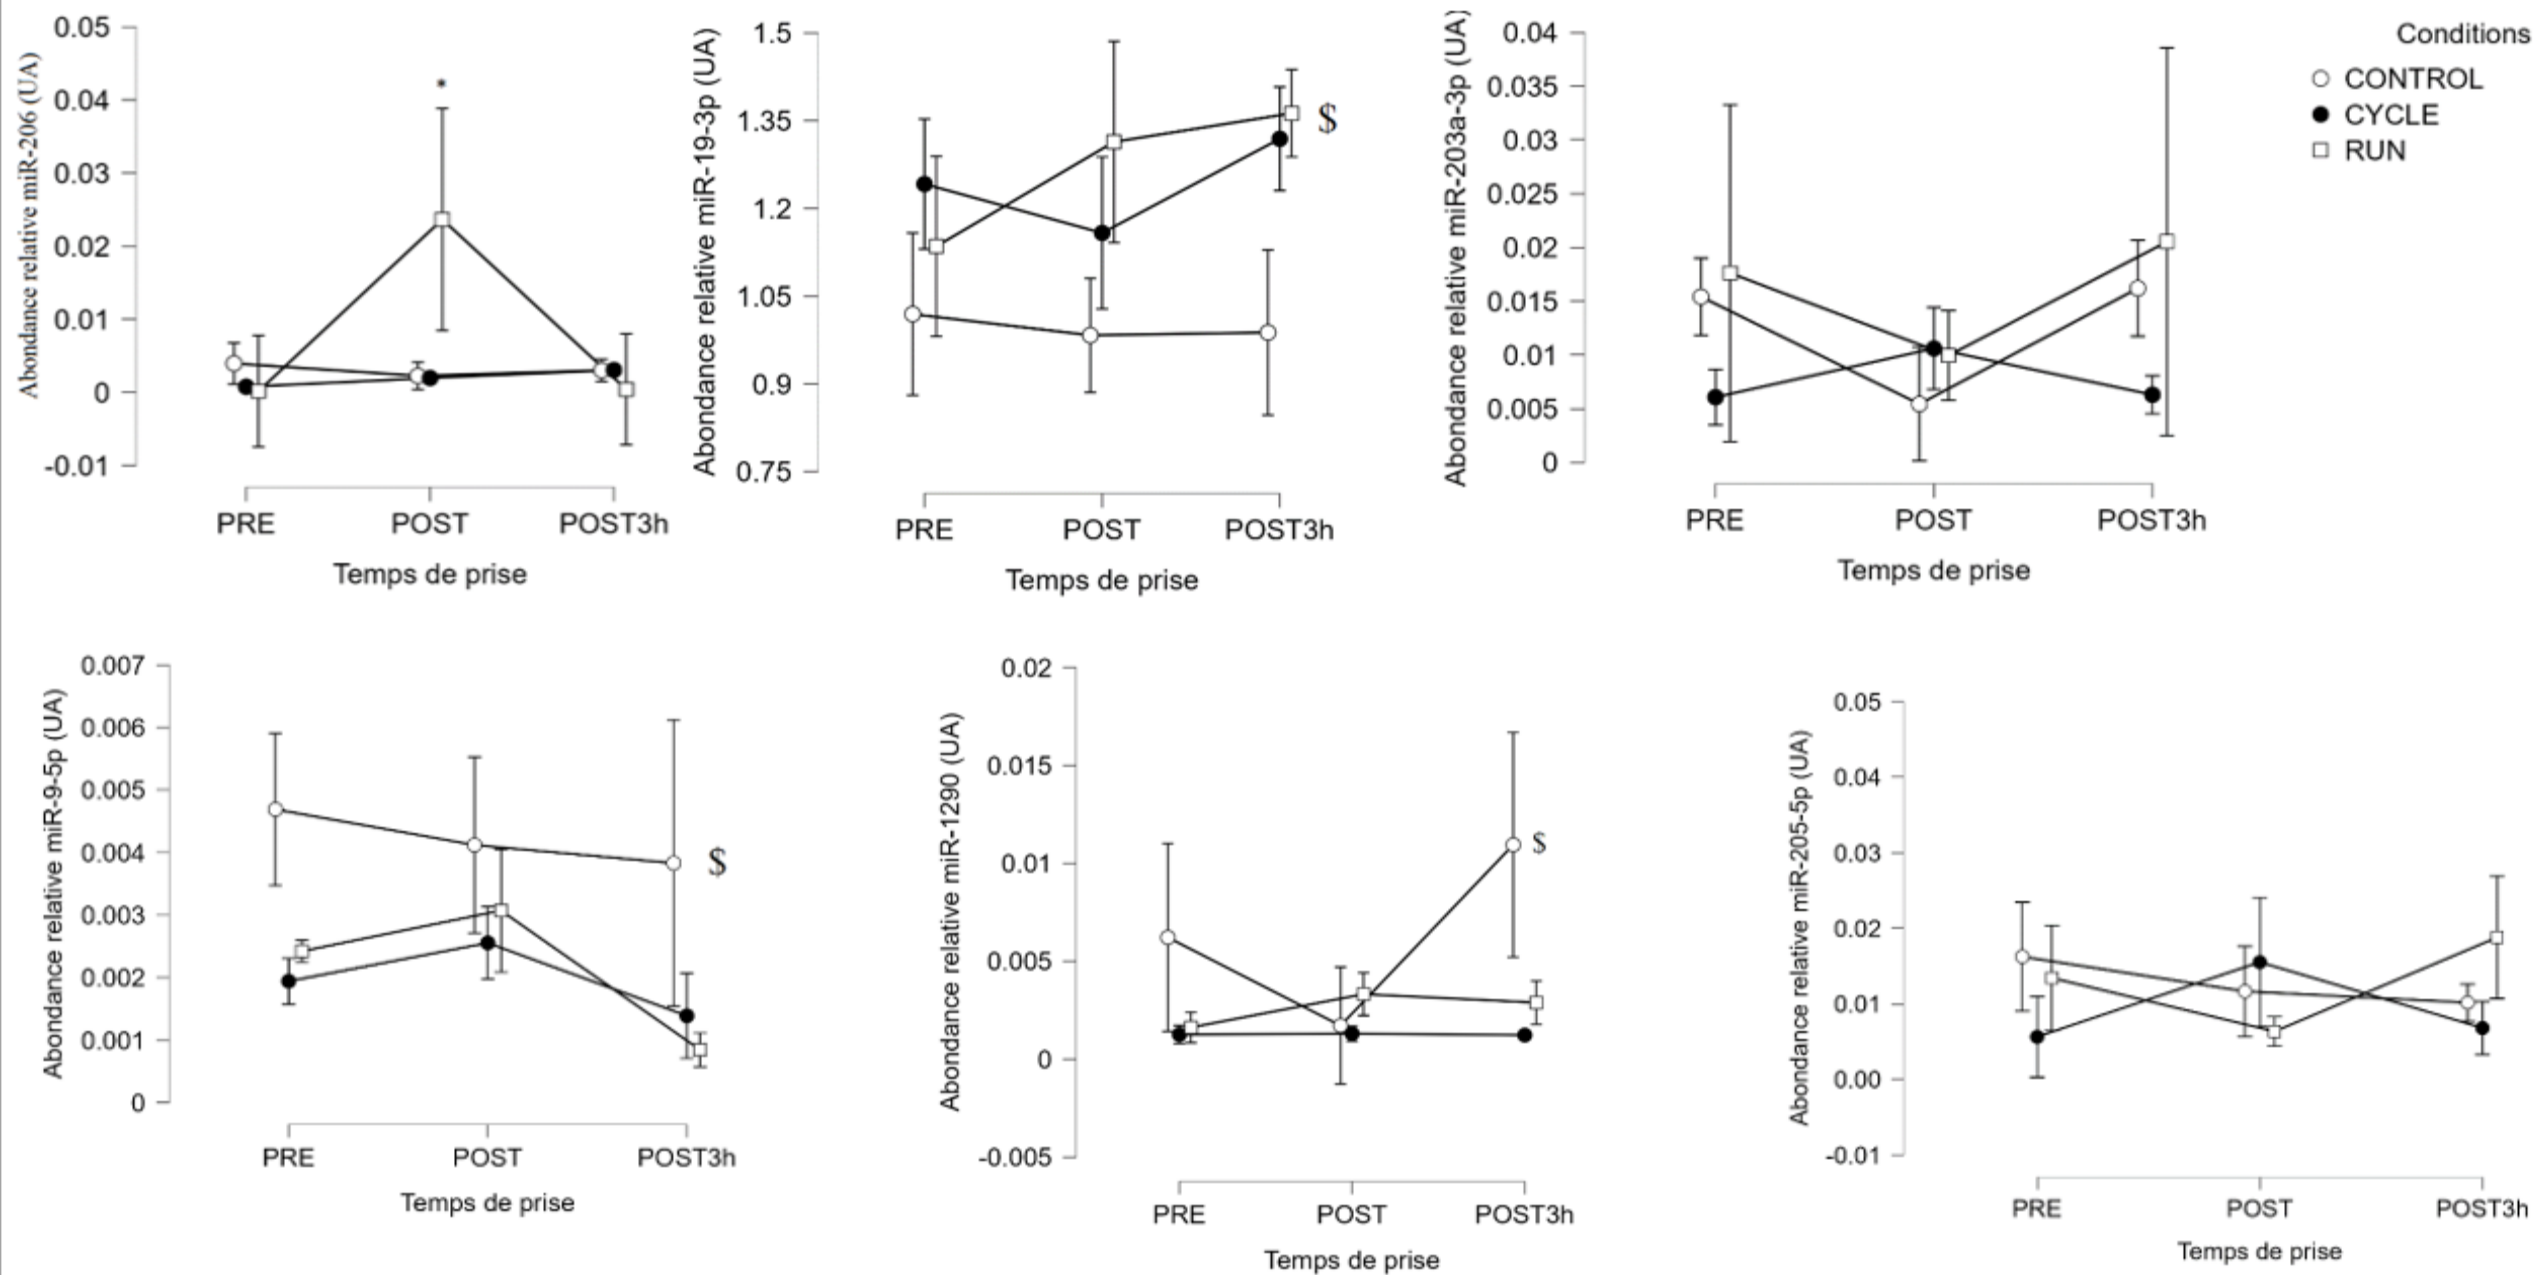 Abondance relative miR-206 (UA)
0.05
0.04
0.03
0.02
0.01
0
-0.01
*
PRE POST POST3h
Temps de prise
Abondance relative miR-19-3p (UA)
1.5
1.35
1.2
1.05
0.9
0.75
$
PRE POST POST3h
Temps de prise
Abondance relative miR-203a-3p (UA)
0.04
0.035
0.03
0.025
0.02
0.015
0.01
0.005
0
PRE POST POST3h
Temps de prise
Conditions
CONTROL
CYCLE
RUN
Abondance relative miR-9-5p (UA)
0.007
0.006
0.005
0.004
0.003
0.002
0.001
0
$
PRE POST POST3h
Temps de prise
Abondance relative miR-1290 (UA)
0.02
0.015
0.01
0.005
0
-0.005
$
PRE POST POST3h
Temps de prise
Abondance relative miR-205-5p (UA)
0.05
0.04
0.03
0.02
0.01
0.00
-0.01
PRE POST POST3h
Temps de prise